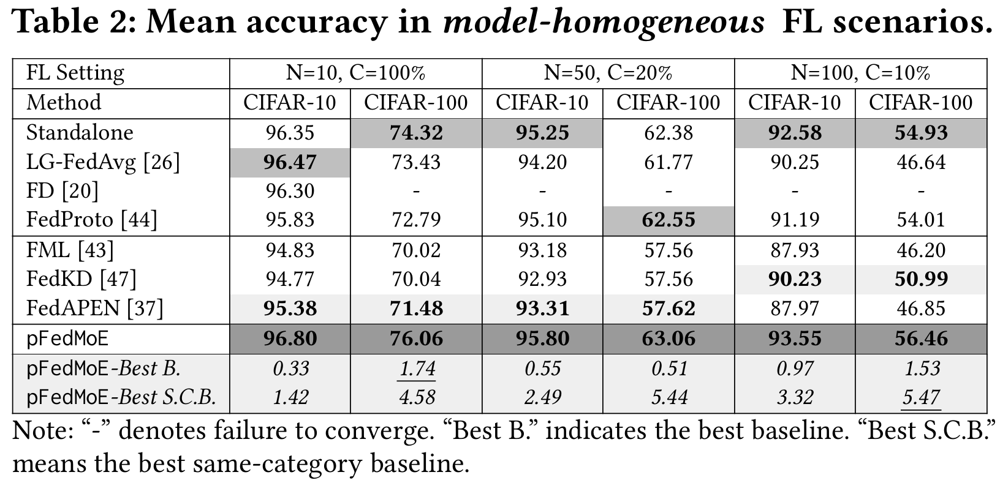 Table 2: Mean accuracy in model-homogeneous FL scenarios.
FL Setting N=10, C=100% N=50, C=20% N=100, C=10%
Method CIFAR-10 CIFAR-100 CIFAR-10 CIFAR-100 CIFAR-10 CIFAR-100
Standalone 96.35 74.32 95.25 62.38 92.58 54.93
LG-FedAvg [26] 96.47 73.43 94.20 61.77 90.25 46.64
FD [20] 96.30 - - - - -
FedProto [44] 95.83 72.79 95.10 62.55 91.19 54.01
FML [43] 94.83 70.02 93.18 57.56 87.93 46.20
FedKD [47] 94.77 70.04 92.93 57.56 90.23 50.99
FedAPEN [37] 95.38 71.48 93.31 57.62 87.97 46.85
pFedMoE 96.80 76.06 95.80 63.06 93.55 56.46
pFedMoE-Best B. 0.33 1.74 0.55 0.51 0.97 1.53
pFedMoE-Best S.C.B. 1.42 4.58 2.49 5.44 3.32 5.47
Note: “-” denotes failure to converge. “Best B.” indicates the best baseline. “Best S.C.B.”
means the best same-category baseline.